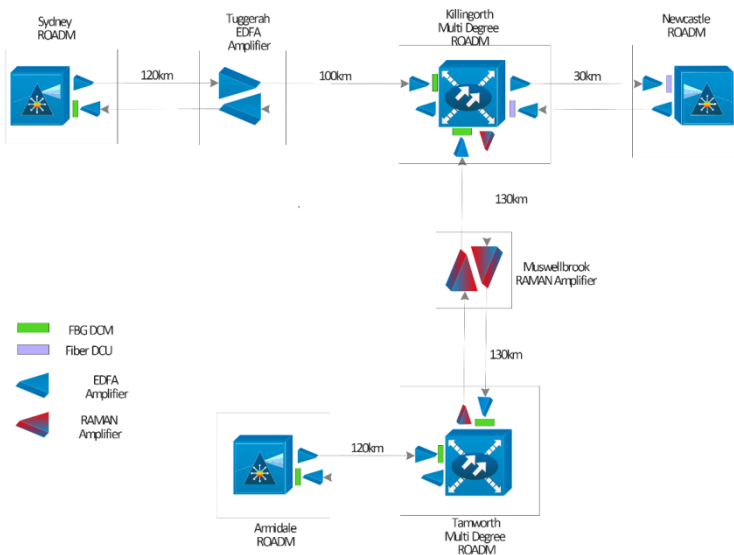 Sydney
ROADM
Tuggerah
EDFA
Amplifier
Killingorth
Multi Degree
ROADM
Newcastle
ROADM
120km
100km
30km
130km
Muswellbrook
RAMAN Amplifier
FBG DCM
Fiber DCU
130km
EDFA
Amplifier
RAMAN
Amplifier
120km
Armidale
ROADM
Tamworth
Multi Degree
ROADM